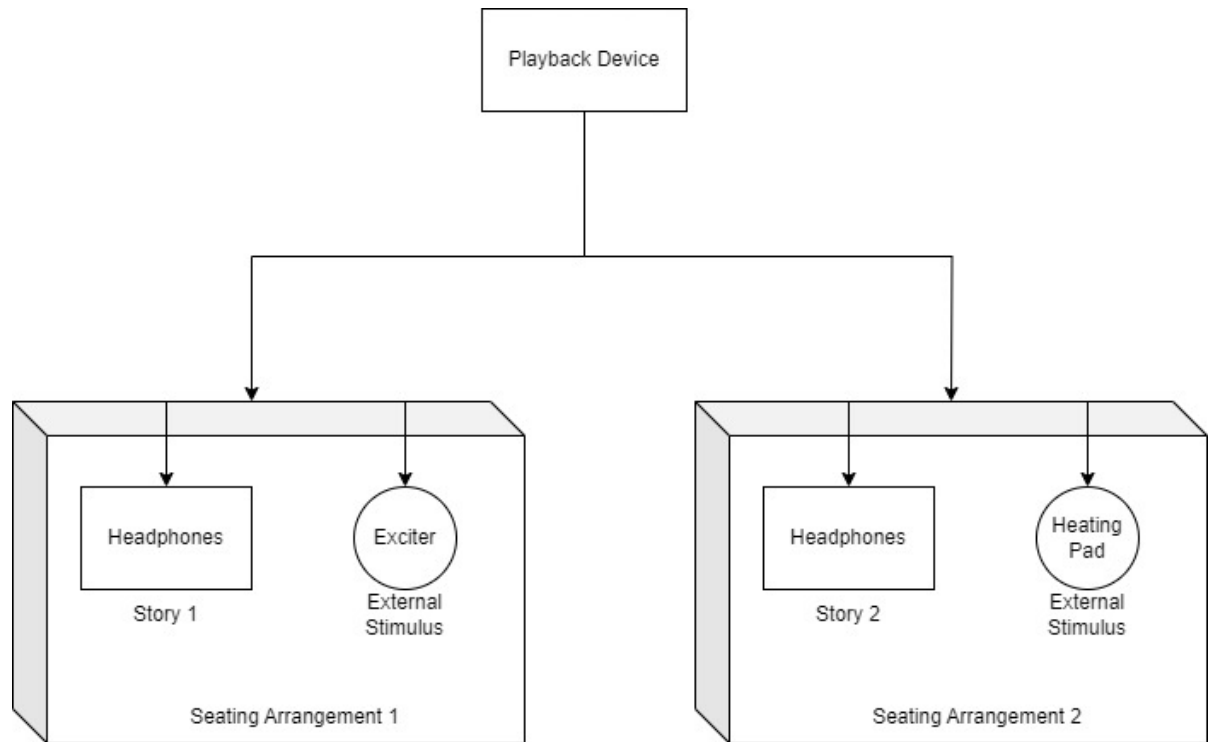 Playback Device
Headphones
Exciter
Story 1
External
Stimulus
Seating Arrangement 1
Headphones
Heating
Pad
Story 2
External
Stimulus
Seating Arrangement 2